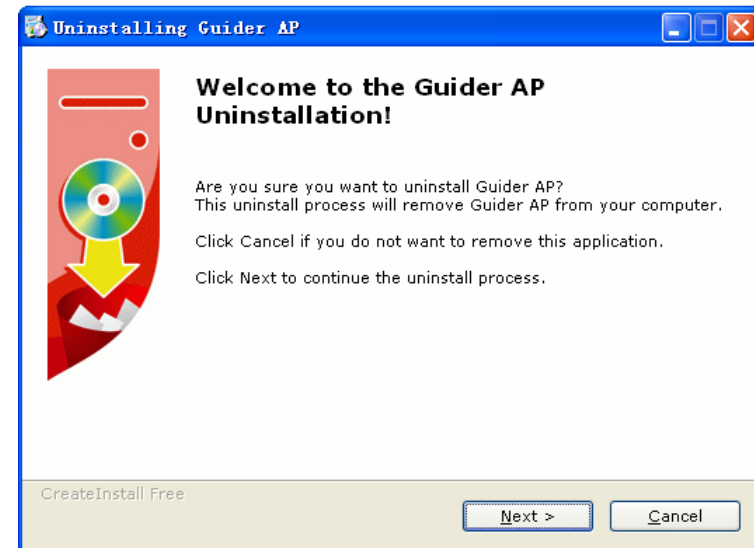 Uninstalling Guider AP
Welcome to the Guider AP
Uninstallation!
Are you sure you want to uninstall Guider AP?
This uninstall process will remove Guider AP from your computer.
Click Cancel if you do not want to remove this application.
Click Next to continue the uninstall process.
CreateInstall Free
Next >
Cancel